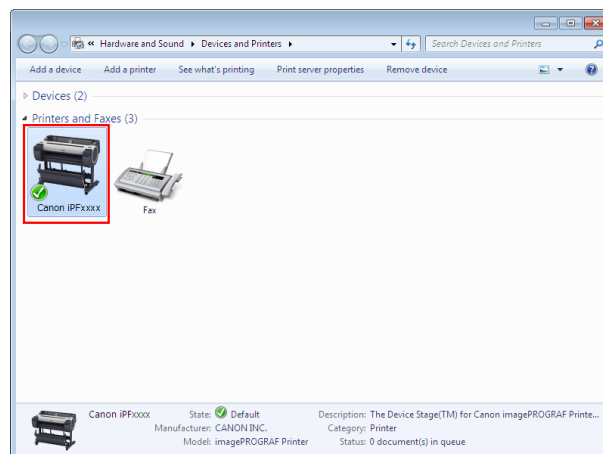 « Hardware and Sound ▸ Devices and Printers ▸ Search Devices and Printers
Add a device Add a printer See what's printing Print server properties Remove device
Devices (2)
Printers and Faxes (3)
Canon iPFxxxx
Fax
Canon iPFxxxx State: Default Description: The Device Stage(TM) for Canon imagePROGRAF Printe...
Manufacturer: CANON INC. Category: Printer
Model: imagePROGRAF Printer Status: 0 document(s) in queue